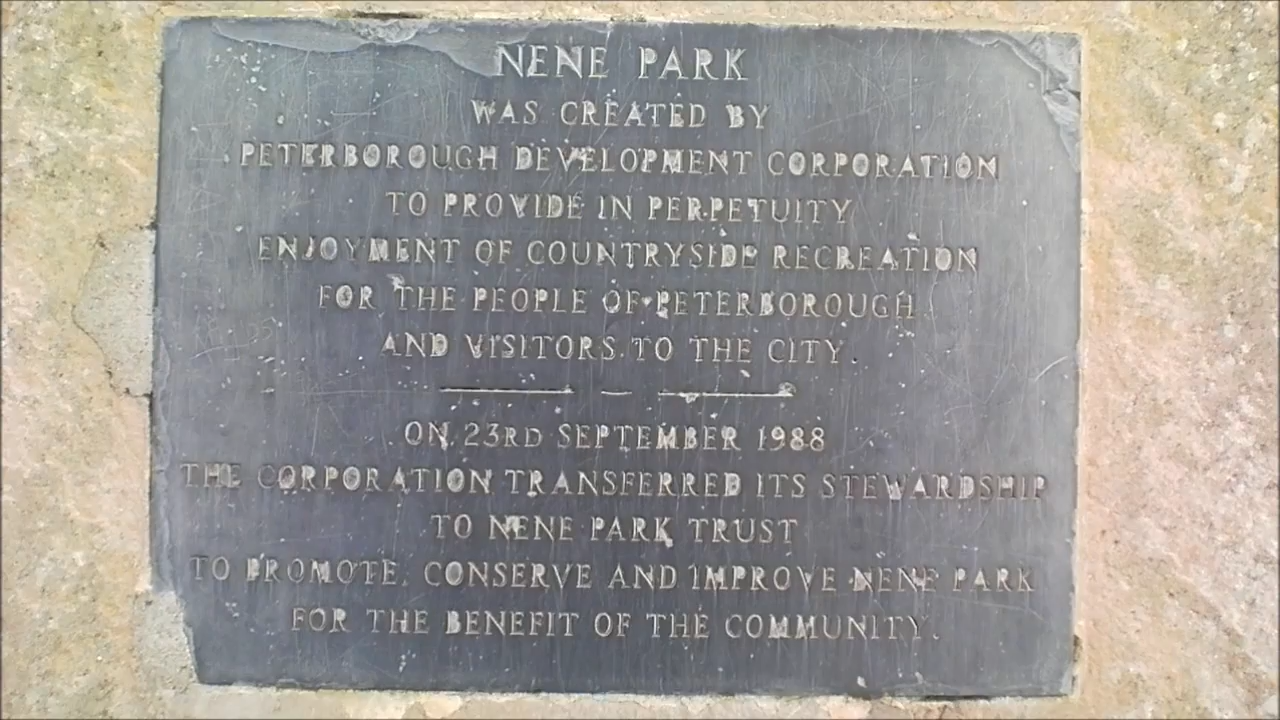 NENE PARK
WAS CREATED BY
PETERBOROUGH DEVELOPMENT CORPORATION
TO PROVIDE IN PERPETUITY
ENJOYMENT OF COUNTRYSIDE RECREATION
FOR THE PEOPLE OF PETERBOROUGH
AND VISITORS TO THE CITY.
ON 23RD SEPTEMBER 1988
THE CORPORATION TRANSFERRED ITS STEWARDSHIP
TO NENE PARK TRUST
TO PROMOTE, CONSERVE AND IMPROVE NENE PARK
FOR THE BENEFIT OF THE COMMUNITY.